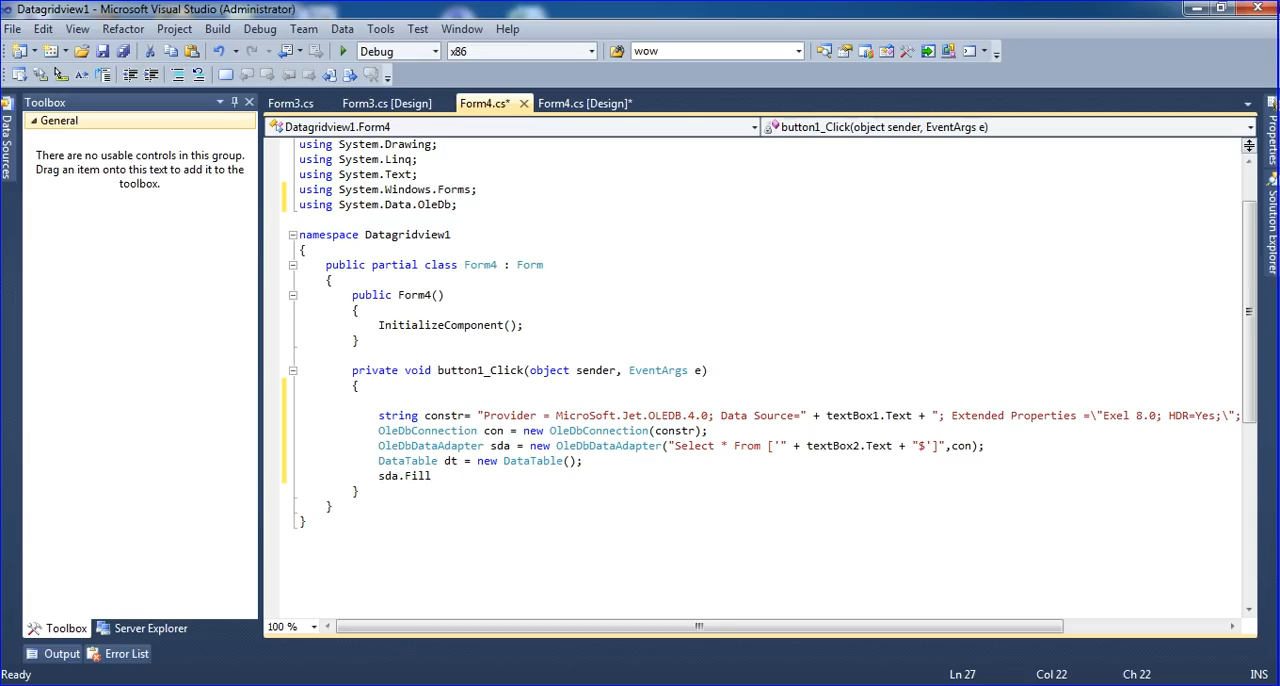 Datagridview1 - Microsoft Visual Studio (Administrator)
File Edit View Refactor Project Build Debug Team Data Tools Test Window Help
Debug x86 wow
Toolbox
General
There are no usable controls in this group.
Drag an item onto this text to add it to the
toolbox.
Data Sources
Form3.cs Form3.cs [Design] Form4.cs* Form4.cs [Design]*
Datagridview1.Form4 button1_Click(object sender, EventArgs e)
using System.Drawing;
using System.Linq;
using System.Text;
using System.Windows.Forms;
using System.Data.OleDb;
namespace Datagridview1
{
public partial class Form4 : Form
{
public Form4()
{
InitializeComponent();
}
private void button1_Click(object sender, EventArgs e)
{
string constr= "Provider = MicroSoft.Jet.OLEDB.4.0; Data Source=" + textBox1.Text + "; Extended Properties =\"Exel 8.0; HDR=Yes;\";
OleDbConnection con = new OleDbConnection(constr);
OleDbDataAdapter sda = new OleDbDataAdapter("Select * From ['" + textBox2.Text + "$']",con);
DataTable dt = new DataTable();
sda.Fill
}
}
}
Properties
Solution Explorer
100 %
Toolbox Server Explorer
Output Error List
Ready Ln 27 Col 22 Ch 22 INS